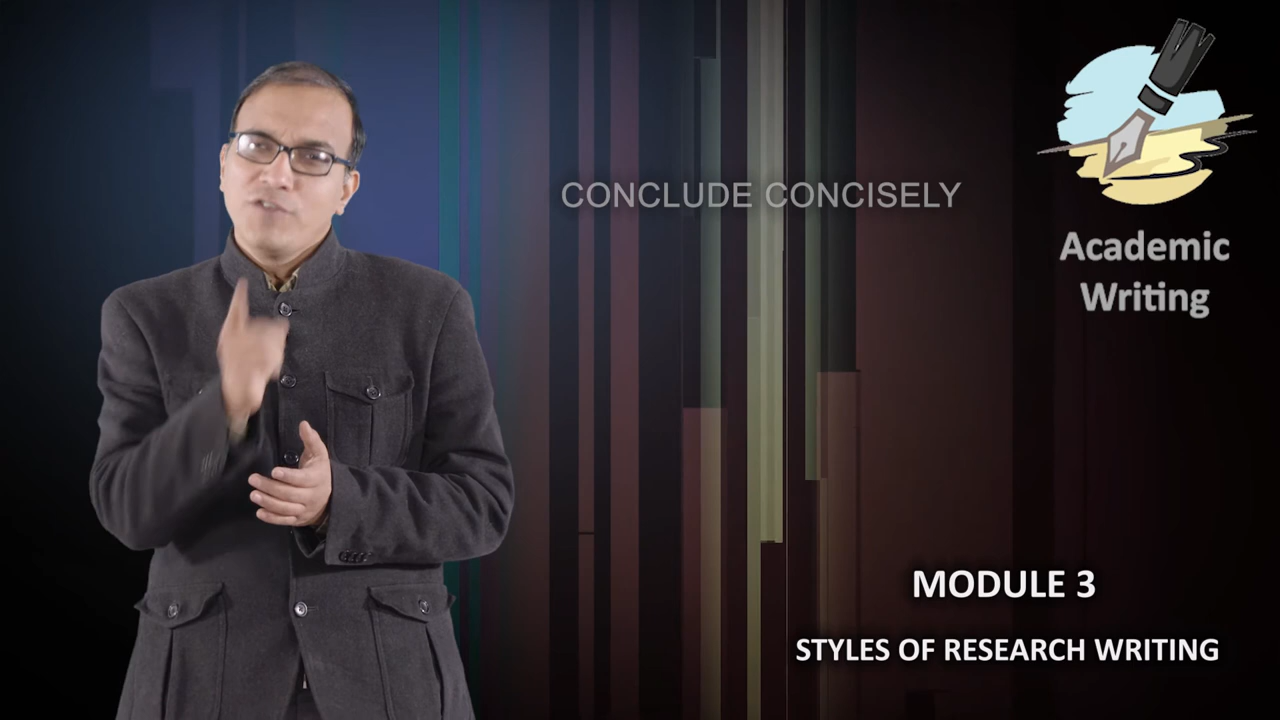 CONCLUDE CONCISELY
Academic
Writing
MODULE 3
STYLES OF RESEARCH WRITING